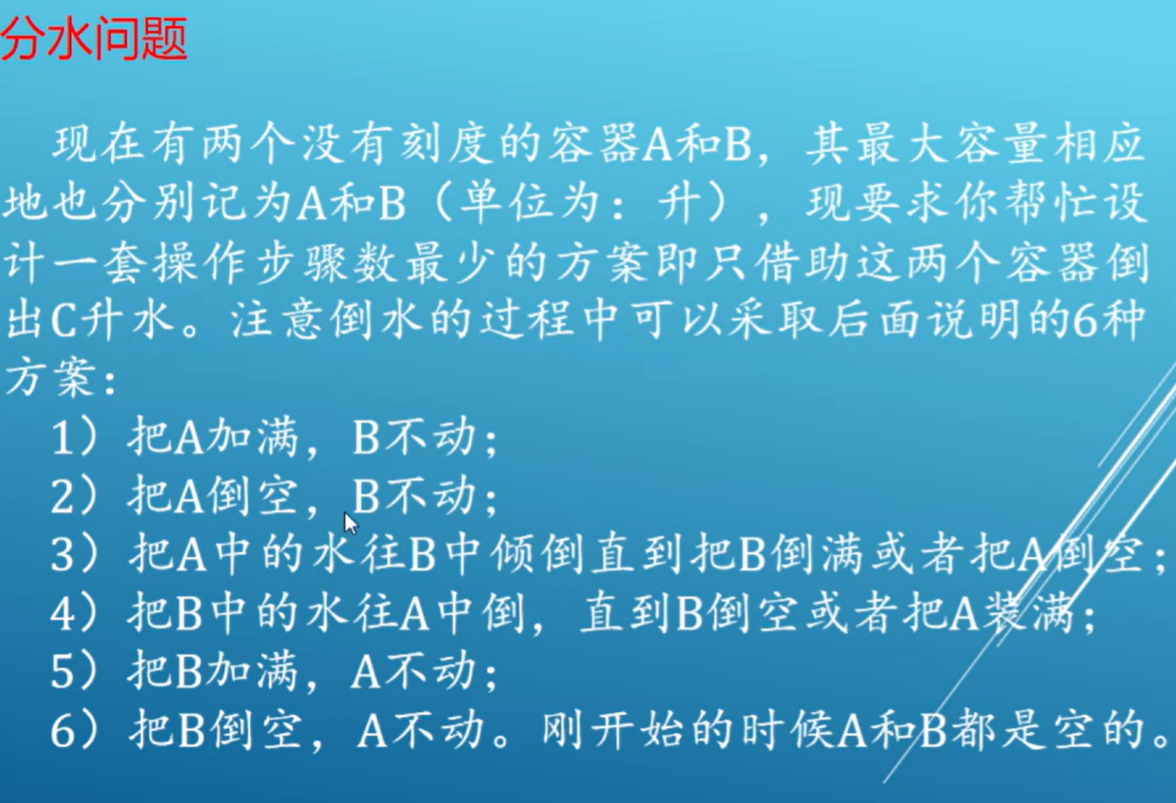 分水问题
现在有两个没有刻度的容器A和B，其最大容量相应
地也分别记为A和B（单位为：升），现要求你帮忙设
计一套操作步骤数最少的方案即只借助这两个容器倒
出C升水。注意倒水的过程中可以采取后面说明的6种
方案：
1）把A加满，B不动；
2）把A倒空，B不动；
3）把A中的水往B中倾倒直到把B倒满或者把A倒空；
4）把B中的水往A中倒，直到B倒空或者把A装满；
5）把B加满，A不动；
6）把B倒空，A不动。刚开始的时候A和B都是空的。